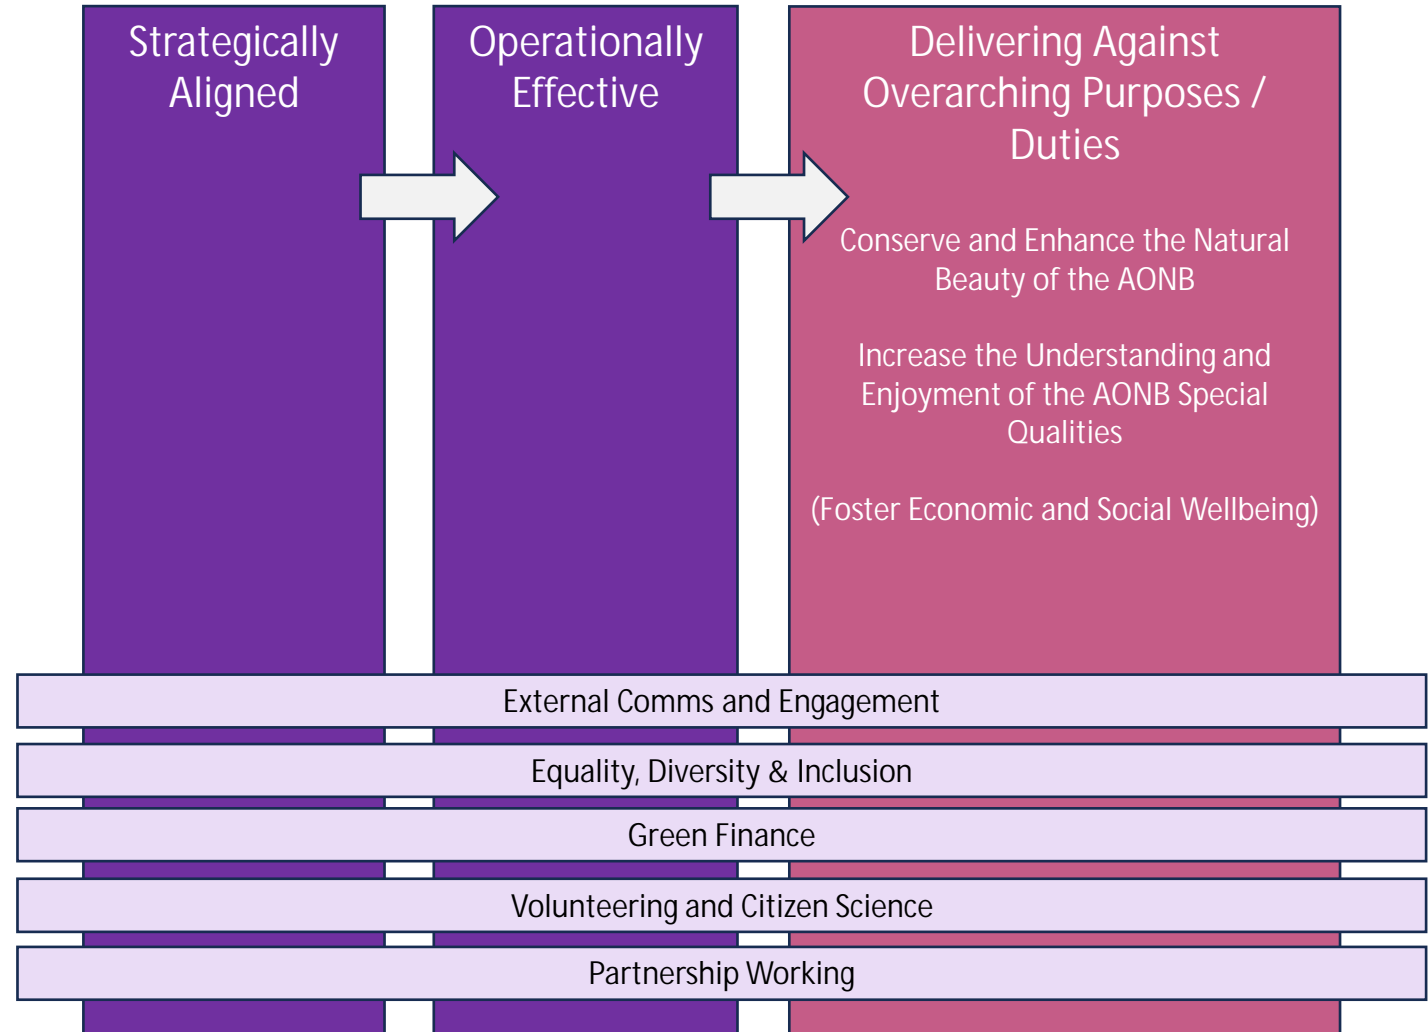 Strategically
Aligned
Operationally
Effective
Delivering Against
Overarching Purposes /
Duties
Conserve and Enhance the Natural
Beauty of the AONB
Increase the Understanding and
Enjoyment of the AONB Special
Qualities
(Foster Economic and Social Wellbeing)
External Comms and Engagement
Equality, Diversity & Inclusion
Green Finance
Volunteering and Citizen Science
Partnership Working